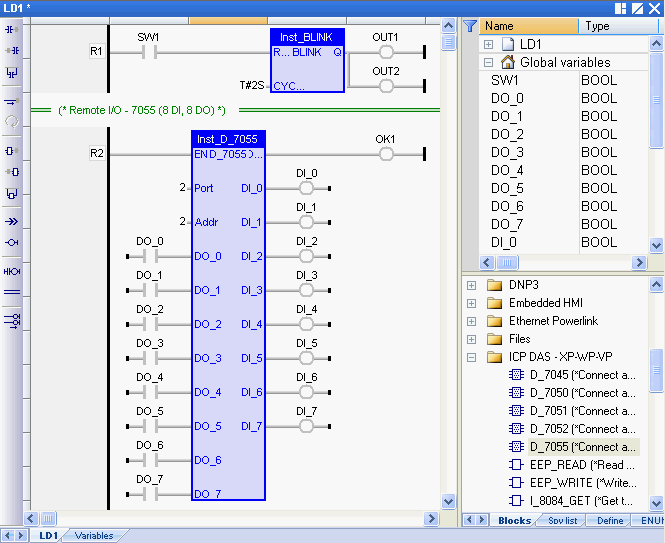 LD1 *
SW1
Inst_BLINK
OUT1
R1
R... BLINK Q
OUT2
T#2S
CYC...
(* Remote I/O - 7055 (8 DI, 8 DO) *)
Inst_D_7055
OK1
R2
DI_0
2
Port
DI_0
DI_1
2
Addr
DI_1
DO_0
DI_2
DO_0
DI_2
DO_1
DI_3
DO_1
DI_3
DO_2
DI_4
DO_2
DI_4
DO_3
DI_5
DO_3
DI_5
DO_4
DI_6
DO_4
DI_6
DO_5
DI_7
DO_5
DI_7
DO_6
DO_6
DO_7
DO_7
LD1
Variables
Name
Type
LD1
Global variables
SW1 BOOL
DO_0 BOOL
DO_1 BOOL
DO_2 BOOL
DO_3 BOOL
DO_4 BOOL
DO_5 BOOL
DO_6 BOOL
DO_7 BOOL
DI_0 BOOL
DNP3
Embedded HMI
Ethernet Powerlink
Files
ICP DAS - XP-WP-VP
D_7045 (*Connect a...
D_7050 (*Connect a...
D_7051 (*Connect a...
D_7052 (*Connect a...
D_7055 (*Connect a...
EEP_READ (*Read ...
EEP_WRITE (*Write...
I_8084_GET (*Get t...
Blocks
Spy list
Define